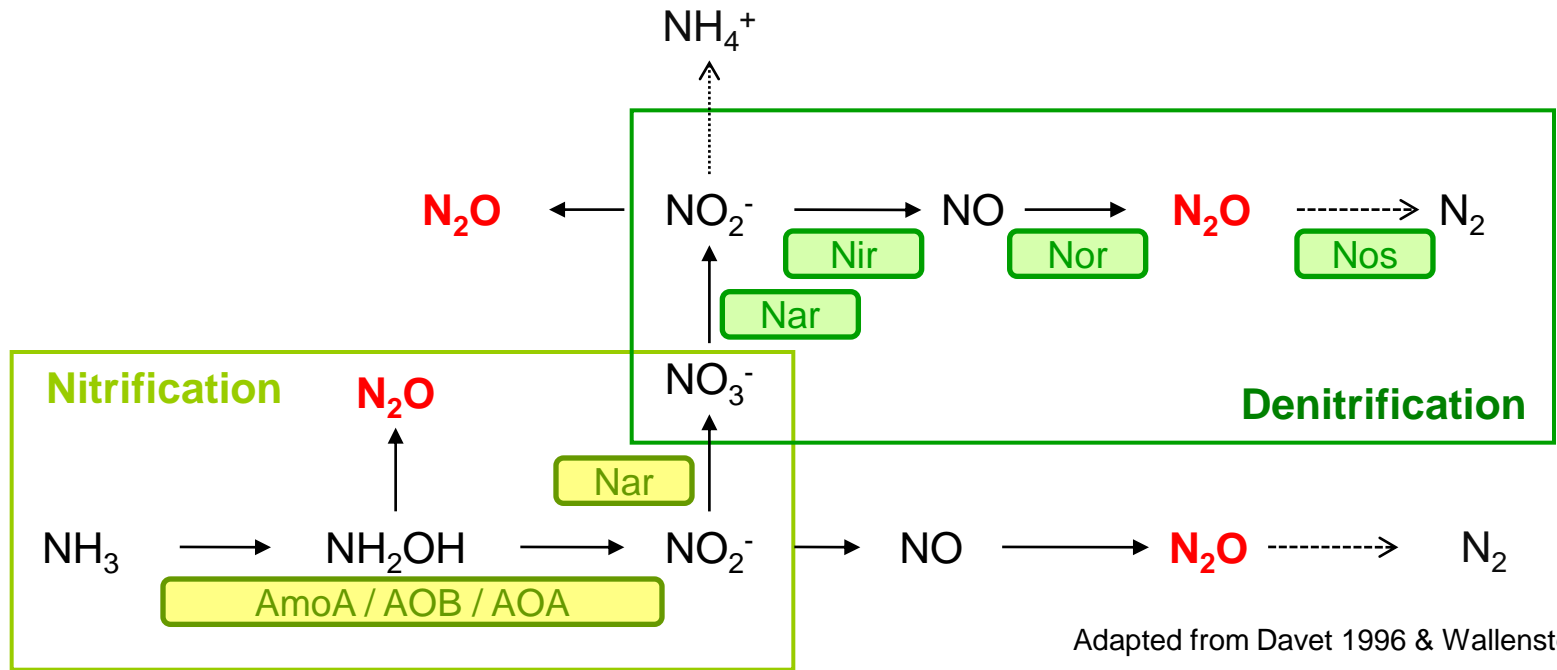 NH₄⁺
N₂O NO₂⁻ NO N₂O N₂
Nir Nor Nos
Nar
Nitrification N₂O NO₃⁻ Denitrification
Nar
NH₃ NH₂OH NO₂⁻ NO N₂O N₂
AmoA / AOB / AOA
Adapted from Davet 1996 &